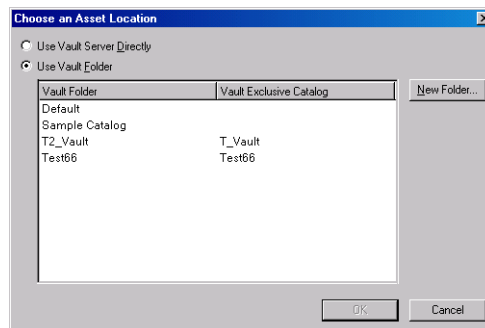 Choose an Asset Location
Use Vault Server Directly
Use Vault Folder
Vault Folder Vault Exclusive Catalog New Folder...
Default
Sample Catalog
T2_Vault T_Vault
Test66 Test66
OK Cancel